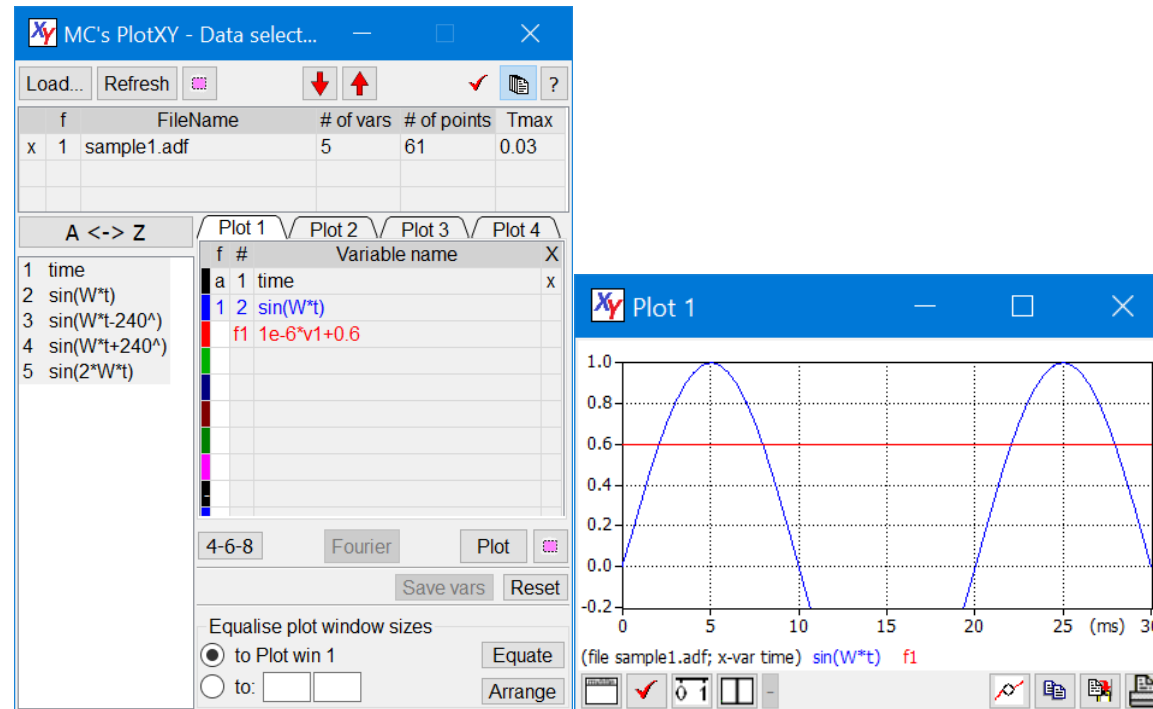 Xy MC's PlotXY - Data select...
Load... Refresh ?
f FileName # of vars # of points Tmax
x 1 sample1.adf 5 61 0.03
A <-> Z
1 time
2 sin(W*t)
3 sin(W*t-240^)
4 sin(W*t+240^)
5 sin(2*W*t)
Plot 1 Plot 2 Plot 3 Plot 4
f # Variable name X
a 1 time x
1 2 sin(W*t)
f1 1e-6*v1+0.6
-
4-6-8 Fourier Plot
Save vars Reset
Equalise plot window sizes
to Plot win 1 Equate
to: Arrange
Xy Plot 1
1.0
0.8
0.6
0.4
0.2
0.0
-0.2
0 5 10 15 20 25 (ms) 30
(file sample1.adf; x-var time) sin(W*t) f1
0 1 -